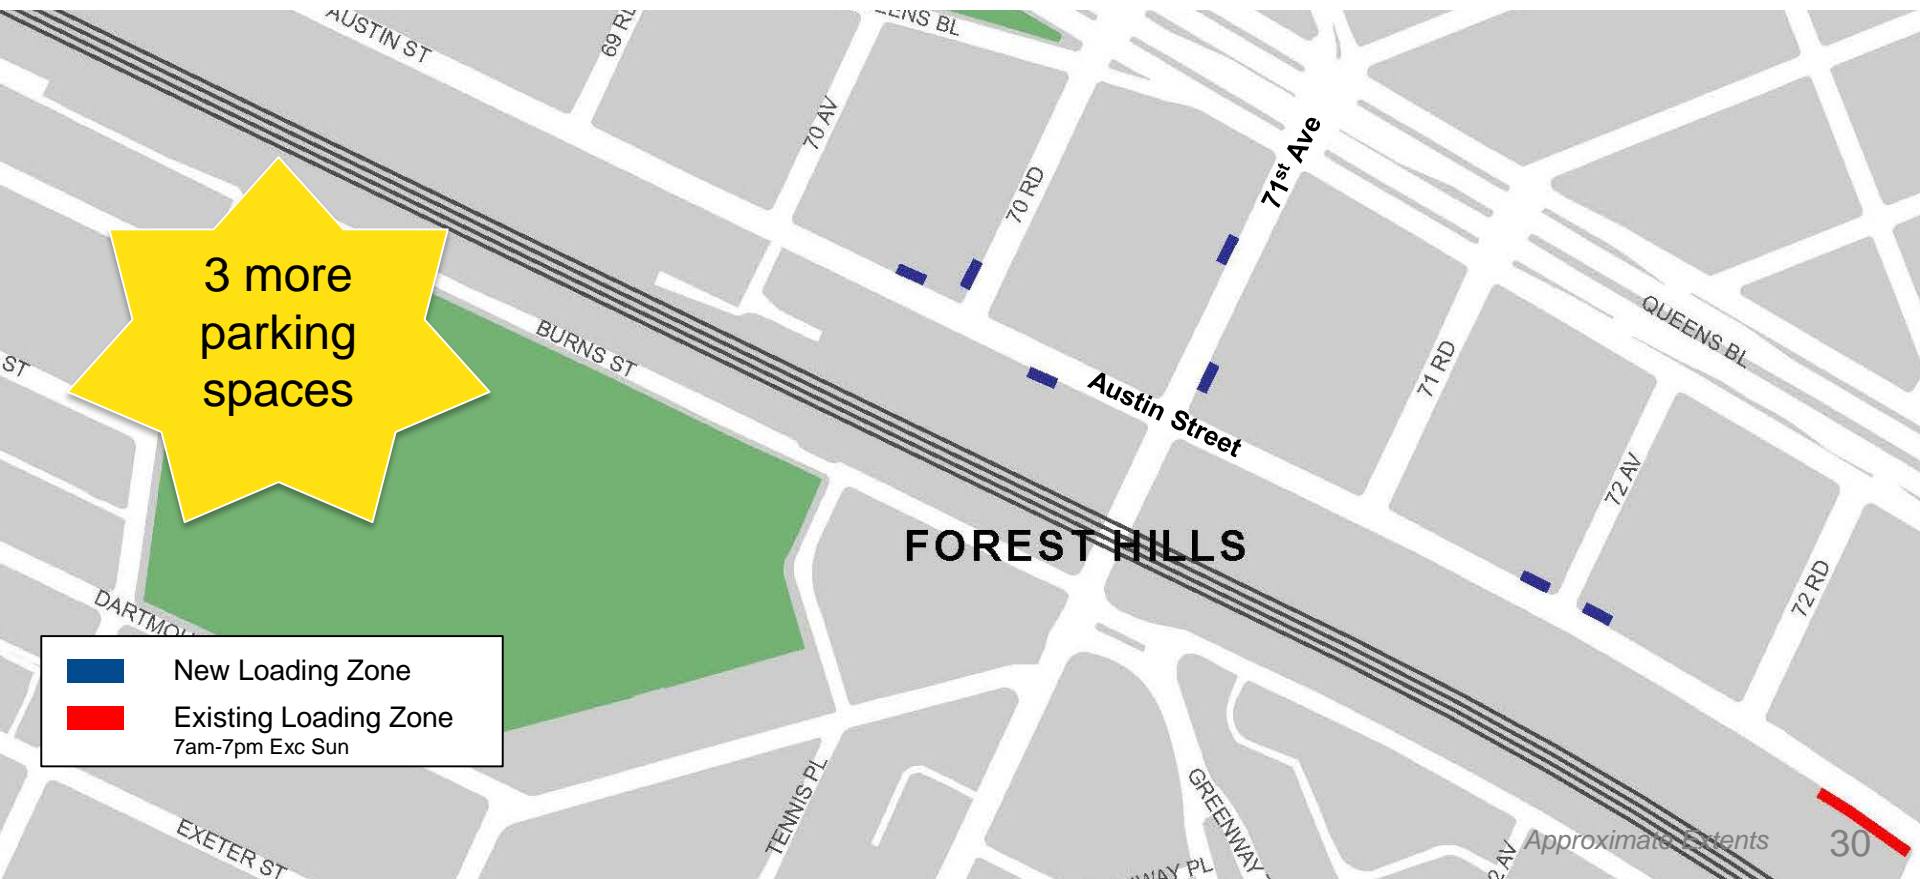 AUSTIN ST
69
70 AV
70 RD
71st Ave
3 more
parking
spaces
BURNS ST
ST
71 RD
QUEENS BL
Austin Street
72 AV
FOREST HILLS
72 RD
New Loading Zone
Existing Loading Zone
7am-7pm Exc Sun
TENNIS PL
GREENWAY
EXETER ST
Approximate Extents
30